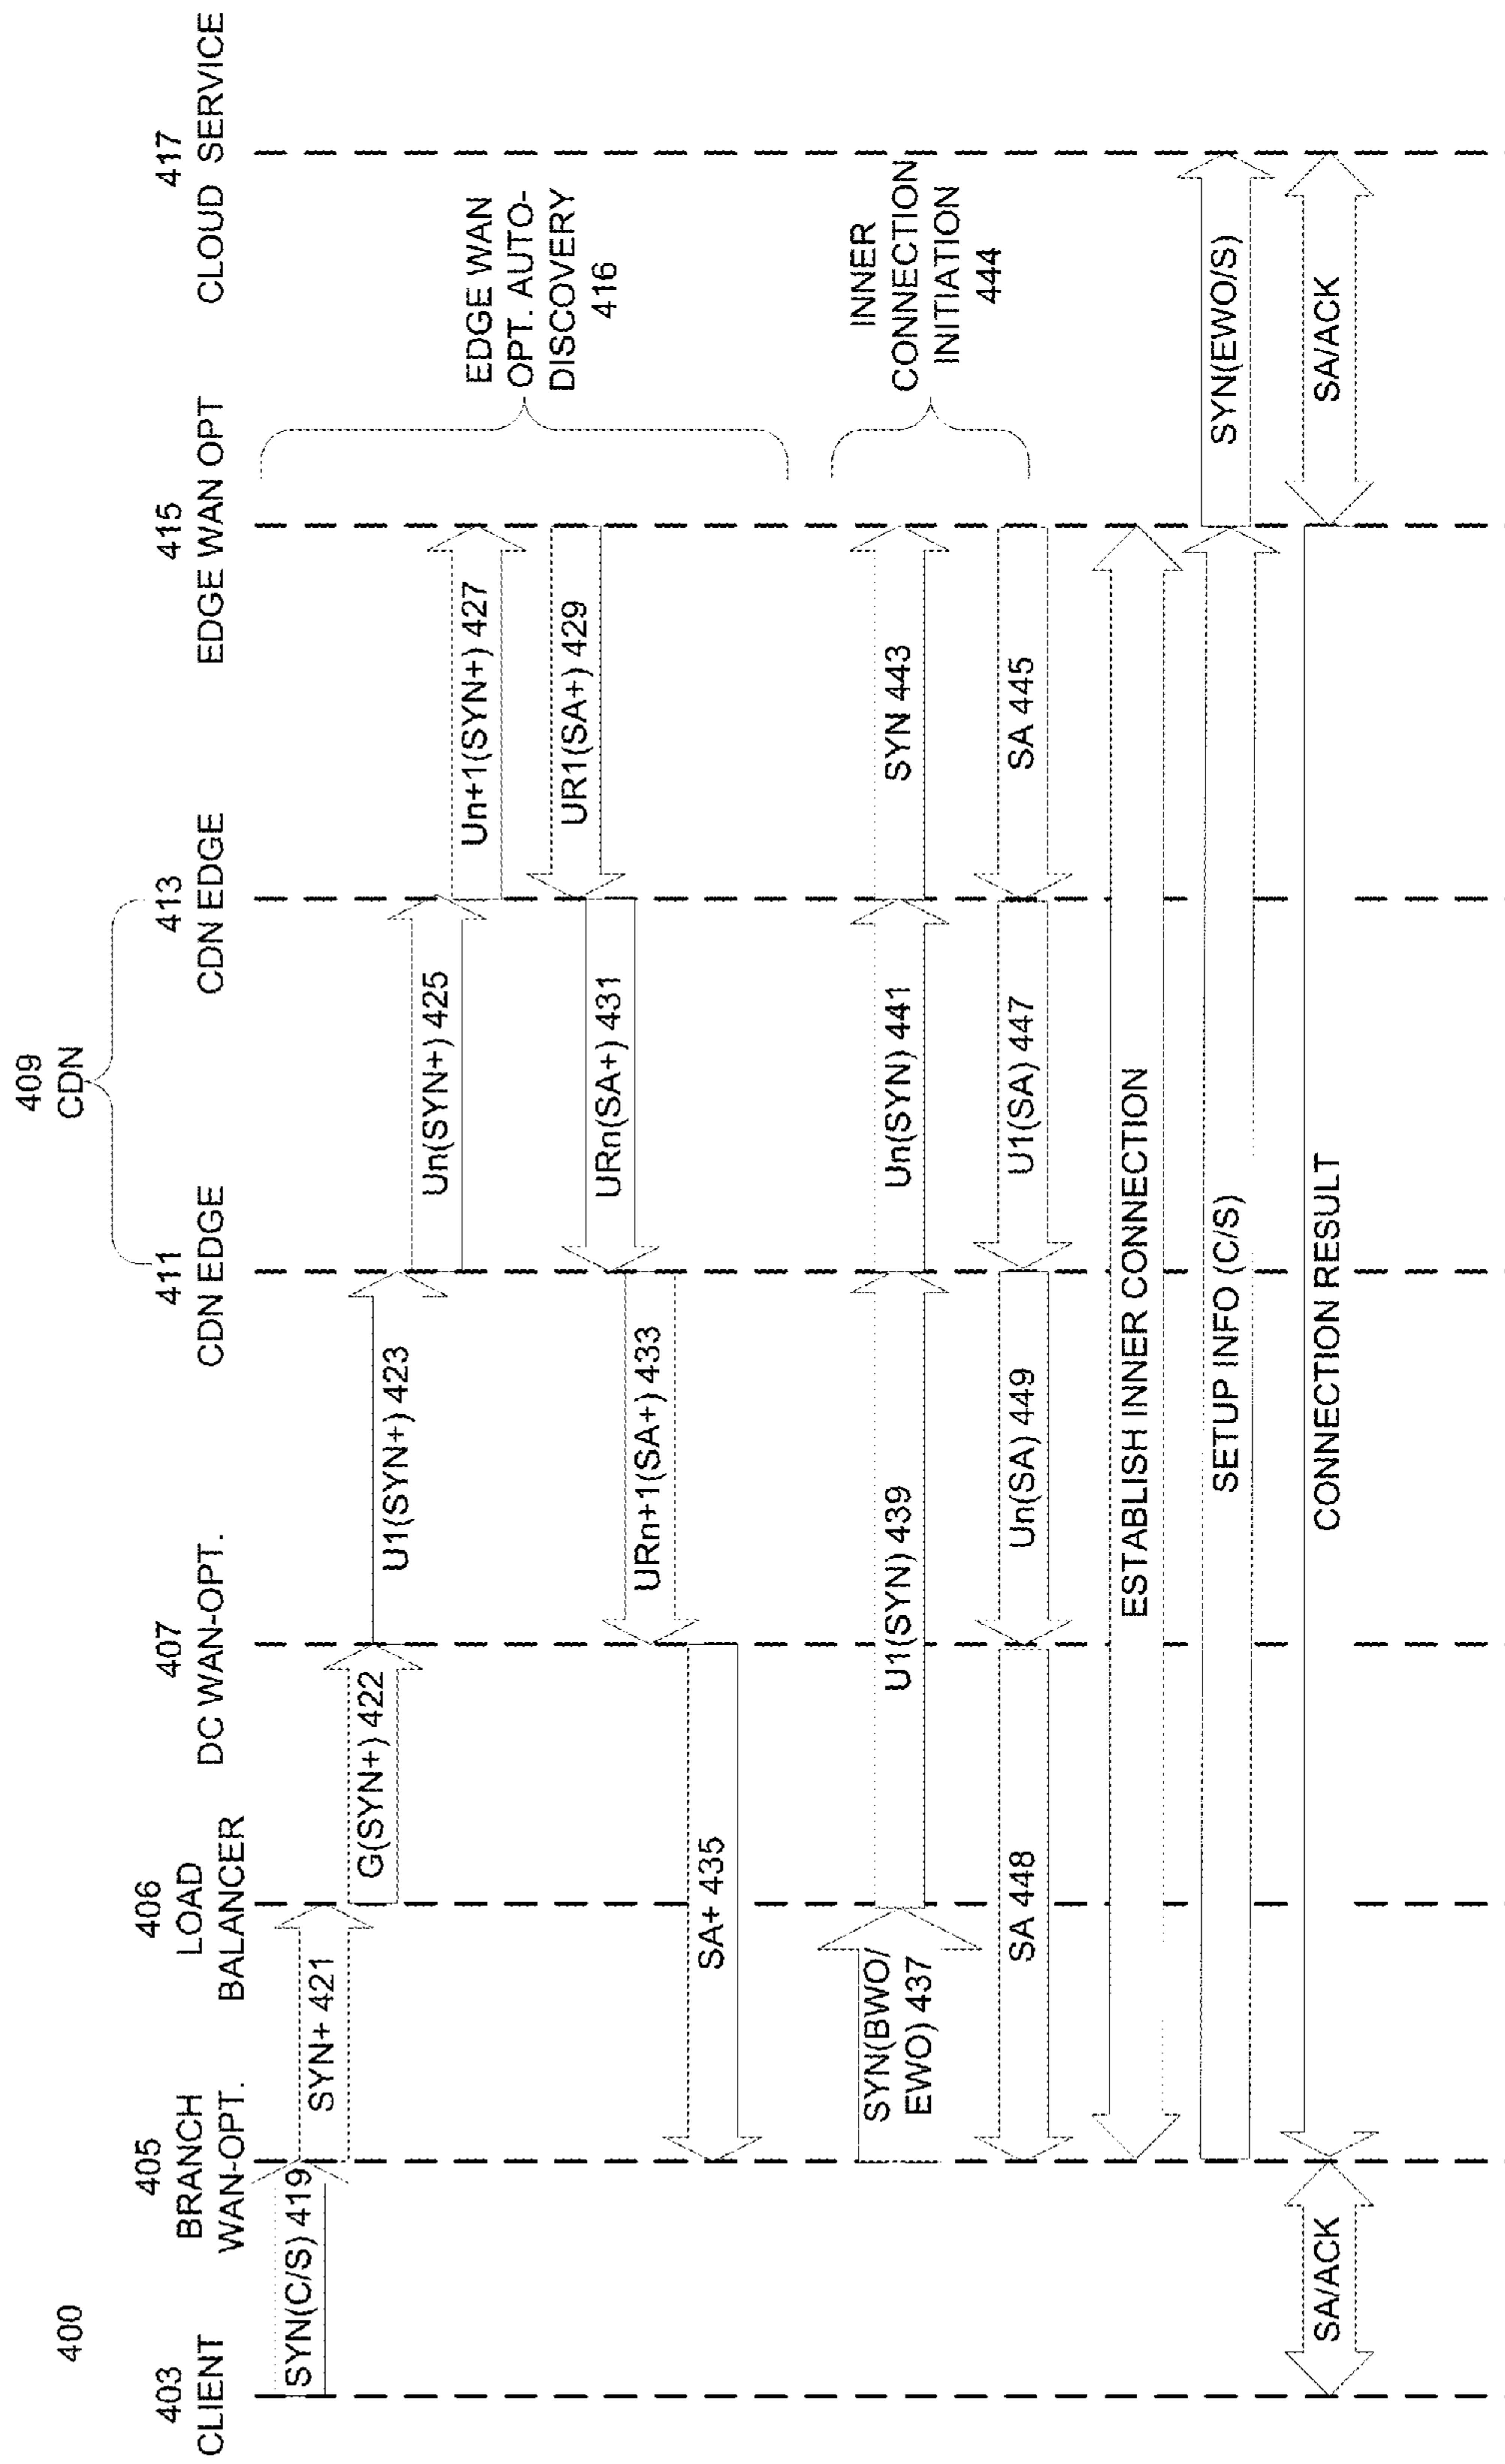 400
409
CDN
403
CLIENT
405
BRANCH
WAN-OPT.
406
LOAD
BALANCER
407
DC WAN-OPT.
411
CDN EDGE
413
CDN EDGE
415
EDGE WAN OPT
417
CLOUD SERVICE
SYN(C/S) 419
SYN+ 421
G(SYN+) 422
U1(SYN+) 423
Un(SYN+) 425
Un+1(SYN+) 427
UR1(SA+) 429
URn(SA+) 431
URn+1(SA+) 433
SA+ 435
EDGE WAN
OPT. AUTO-
DISCOVERY
416
SYN(BWO/
EWO) 437
U1(SYN) 439
Un(SYN) 441
SYN 443
SA 445
U1(SA) 447
Un(SA) 449
SA 448
INNER
CONNECTION
INITIATION
444
ESTABLISH INNER CONNECTION
SETUP INFO (C/S)
SYN(EWO/S)
SA/ACK
CONNECTION RESULT
SA/ACK